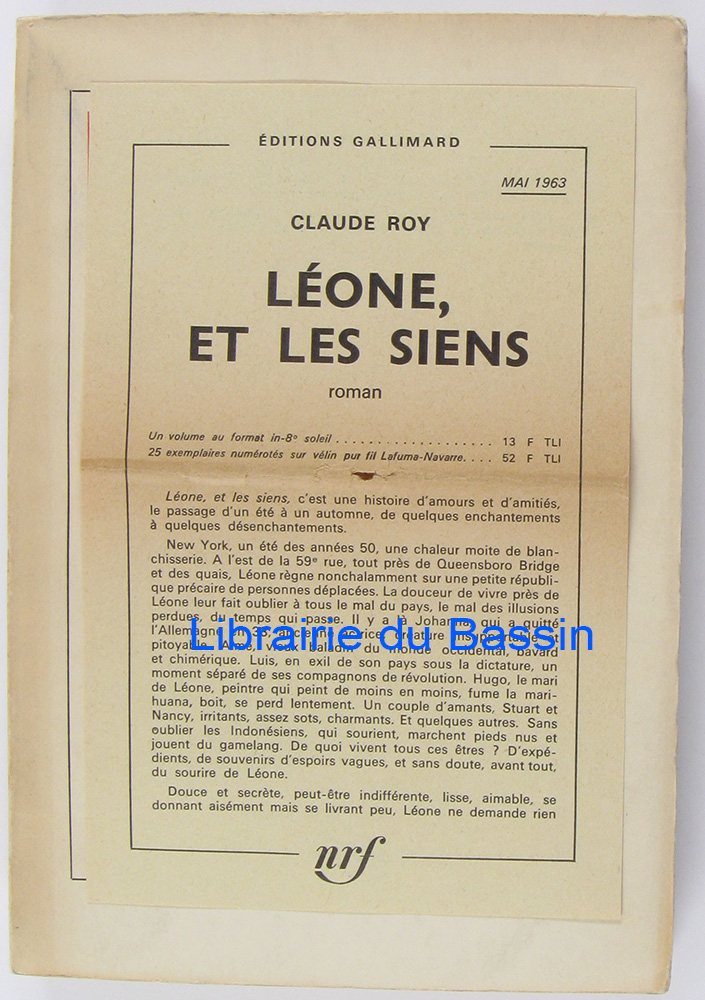 ÉDITIONS GALLIMARD
MAI 1963
CLAUDE ROY
LÉONE,
ET LES SIENS
roman
Un volume au format in-8º soleil . . . . . . . . . . . . . . . . . . . 13 F TLI
25 exemplaires numérotés sur vélin pur fil Lafuma-Navarre. . . . 52 F TLI
Léone, et les siens, c'est une histoire d'amours et d'amitiés,
le passage d'un été à un automne, de quelques enchantements
à quelques désenchantements.
New York, un été des années 50, une chaleur moite de blan-
chisserie. A l'est de la 59e rue, tout près de Queensboro Bridge
et des quais, Léone règne nonchalamment sur une petite républi-
que précaire de personnes déplacées. La douceur de vivre près de
Léone leur fait oublier à tous le mal du pays, le mal des illusions
perdues, du temps qui passe. Il y a là qui a quitté
l'Allemagne créature et
pitoyable. vieux baladin du monde occidental, bavard
et chimérique. Luis, en exil de son pays sous la dictature, un
moment séparé de ses compagnons de révolution. Hugo, le mari
de Léone, peintre qui peint de moins en moins, fume la mari-
huana, boit, se perd lentement. Un couple d'amants, Stuart et
Nancy, irritants, assez sots, charmants. Et quelques autres. Sans
oublier les Indonésiens, qui sourient, marchent pieds nus et
jouent du gamelang. De quoi vivent tous ces êtres ? D'expé-
dients, de souvenirs d'espoirs vagues, et sans doute, avant tout,
du sourire de Léone.
Douce et secrète, peut-être indifférente, lisse, aimable, se
donnant aisément mais se livrant peu, Léone ne demande rien
nrf
Librairie du Bassin